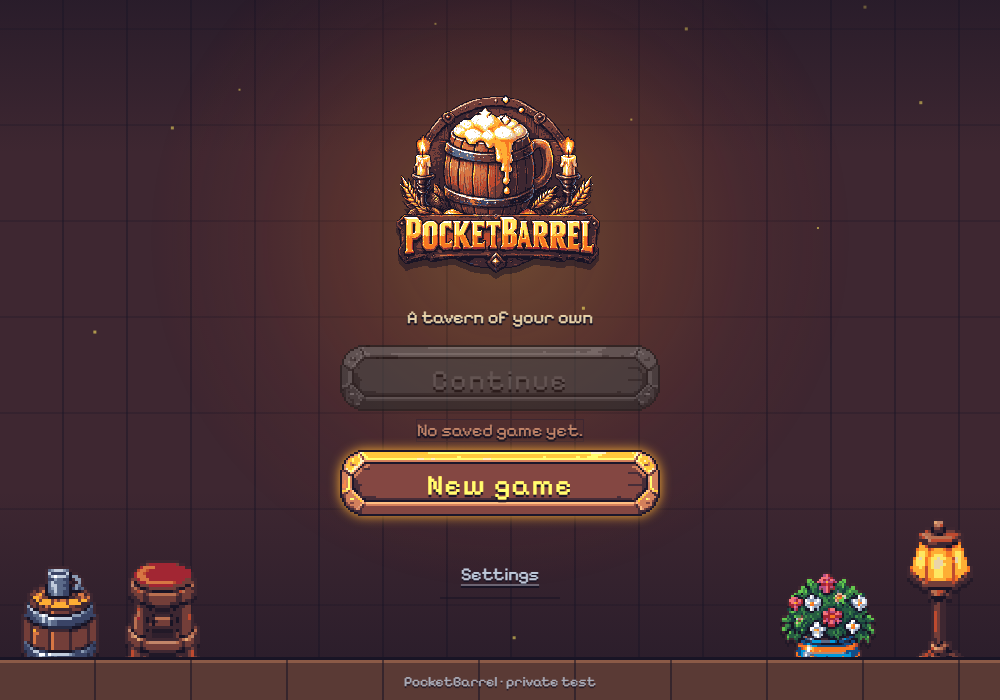 POCKETBARREL
A tavern of your own
Continue
No saved game yet.
New game
Settings
PocketBarrel · private test